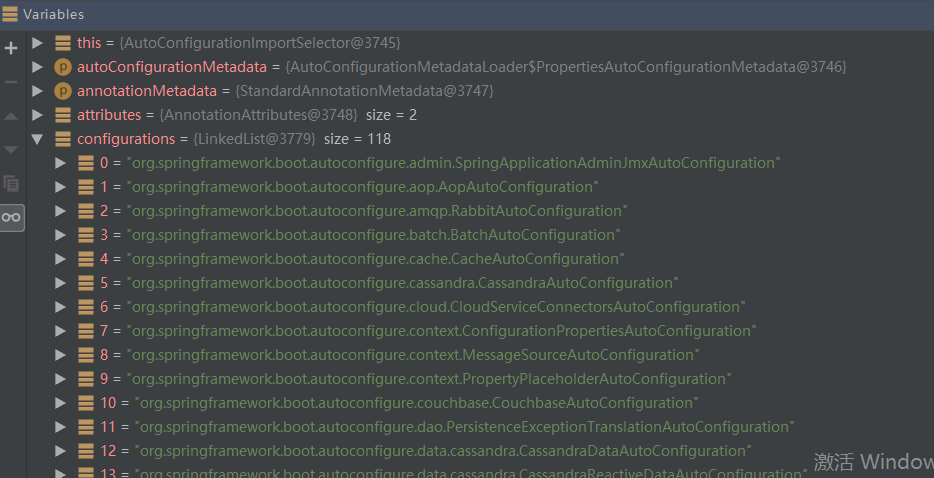 Variables
this = {AutoConfigurationImportSelector@3745}
p autoConfigurationMetadata = {AutoConfigurationMetadataLoader$PropertiesAutoConfigurationMetadata@3746}
p annotationMetadata = {StandardAnnotationMetadata@3747}
attributes = {AnnotationAttributes@3748} size = 2
configurations = {LinkedList@3779} size = 118
0 = "org.springframework.boot.autoconfigure.admin.SpringApplicationAdminJmxAutoConfiguration"
1 = "org.springframework.boot.autoconfigure.aop.AopAutoConfiguration"
2 = "org.springframework.boot.autoconfigure.amqp.RabbitAutoConfiguration"
3 = "org.springframework.boot.autoconfigure.batch.BatchAutoConfiguration"
4 = "org.springframework.boot.autoconfigure.cache.CacheAutoConfiguration"
5 = "org.springframework.boot.autoconfigure.cassandra.CassandraAutoConfiguration"
6 = "org.springframework.boot.autoconfigure.cloud.CloudServiceConnectorsAutoConfiguration"
7 = "org.springframework.boot.autoconfigure.context.ConfigurationPropertiesAutoConfiguration"
8 = "org.springframework.boot.autoconfigure.context.MessageSourceAutoConfiguration"
9 = "org.springframework.boot.autoconfigure.context.PropertyPlaceholderAutoConfiguration"
10 = "org.springframework.boot.autoconfigure.couchbase.CouchbaseAutoConfiguration"
11 = "org.springframework.boot.autoconfigure.dao.PersistenceExceptionTranslationAutoConfiguration"
12 = "org.springframework.boot.autoconfigure.data.cassandra.CassandraDataAutoConfiguration"
13 = "org.springframework.boot.autoconfigure.data.cassandra.CassandraReactiveDataAutoConfiguration"
激活 Window